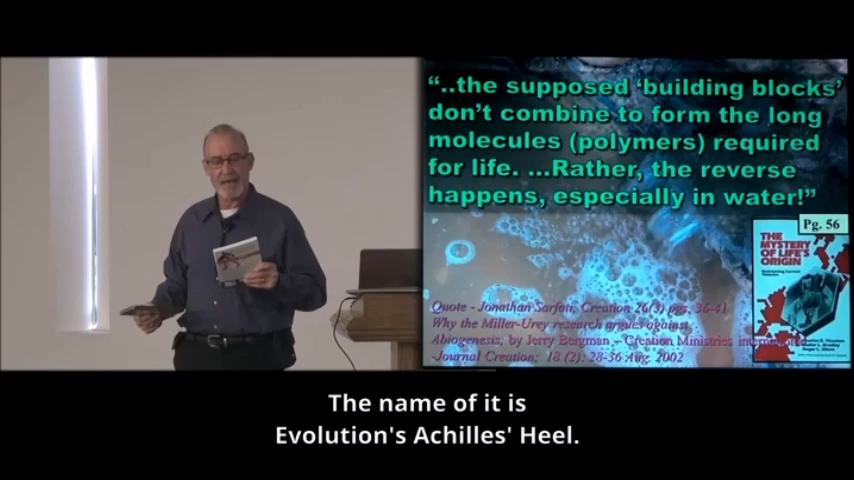 “..the supposed ‘building blocks’
don’t combine to form the long
molecules (polymers) required
for life. ...Rather, the reverse
happens, especially in water!”
Pg. 56
THE
MYSTERY
OF LIFE'S
ORIGIN
Quote - Jonathan Sarfati, Creation 26(3) pgs, 36-41
Why the Miller-Urey research argues against
Abiogenesis, by Jerry Bergman – Creation Ministries
-Journal Creation; 18 (2): 28-36 Aug. 2002
The name of it is
Evolution's Achilles' Heel.